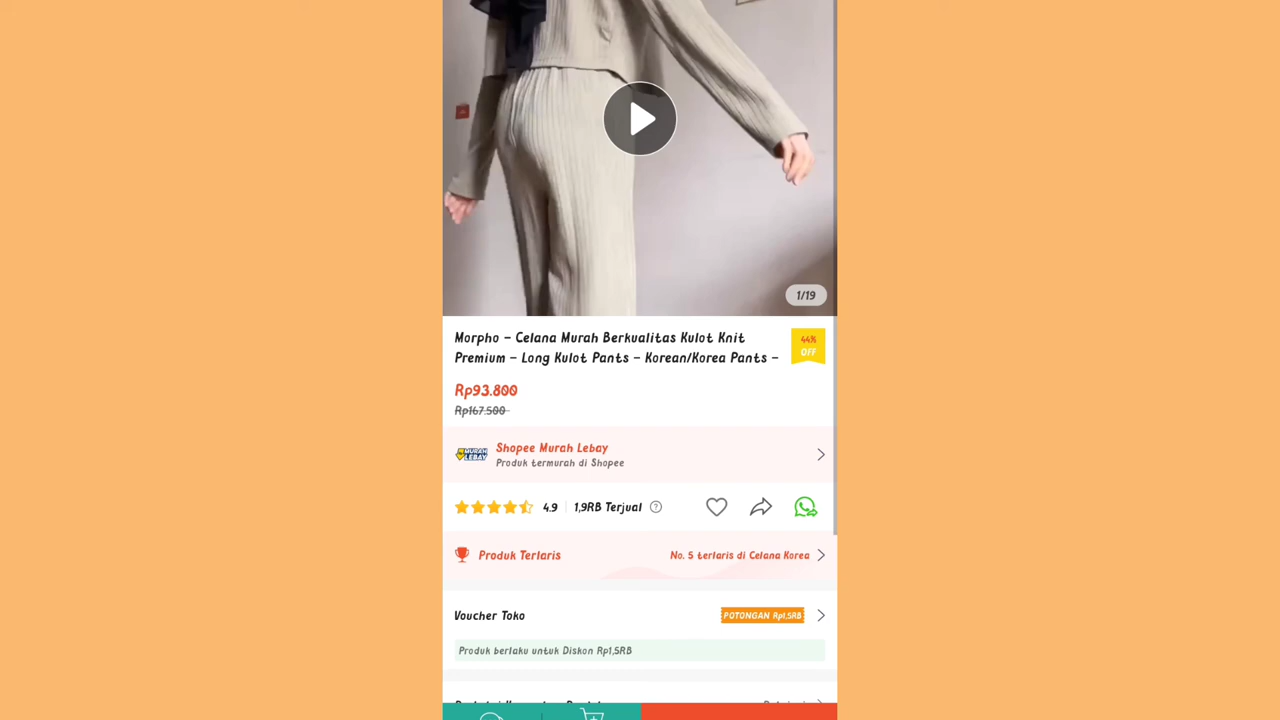 1/19
Morpho - Celana Murah Berkualitas Kulot Knit
Premium - Long Kulot Pants - Korean/Korea Pants -
44%
OFF
Rp93.800
Rp167.500
MURAH
LEBAY
Shopee Murah Lebay
Produk termurah di Shopee
4.9
1,9RB Terjual
?
Produk Terlaris
No. 5 terlaris di Celana Korea
Voucher Toko
POTONGAN Rp1,5RB
Produk berlaku untuk Diskon Rp1,5RB